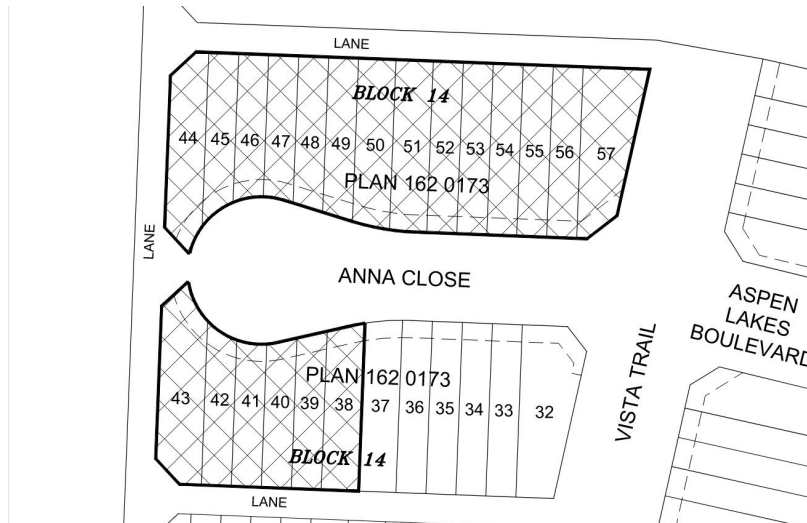 LANE
BLOCK 14
44 45 46 47 48 49 50 51 52 53 54 55 56 57
PLAN 162 0173
LANE
ANNA CLOSE
ASPEN
LAKES
BOULEVARD
VISTA TRAIL
PLAN 162 0173
43 42 41 40 39 38 37 36 35 34 33 32
BLOCK 14
LANE